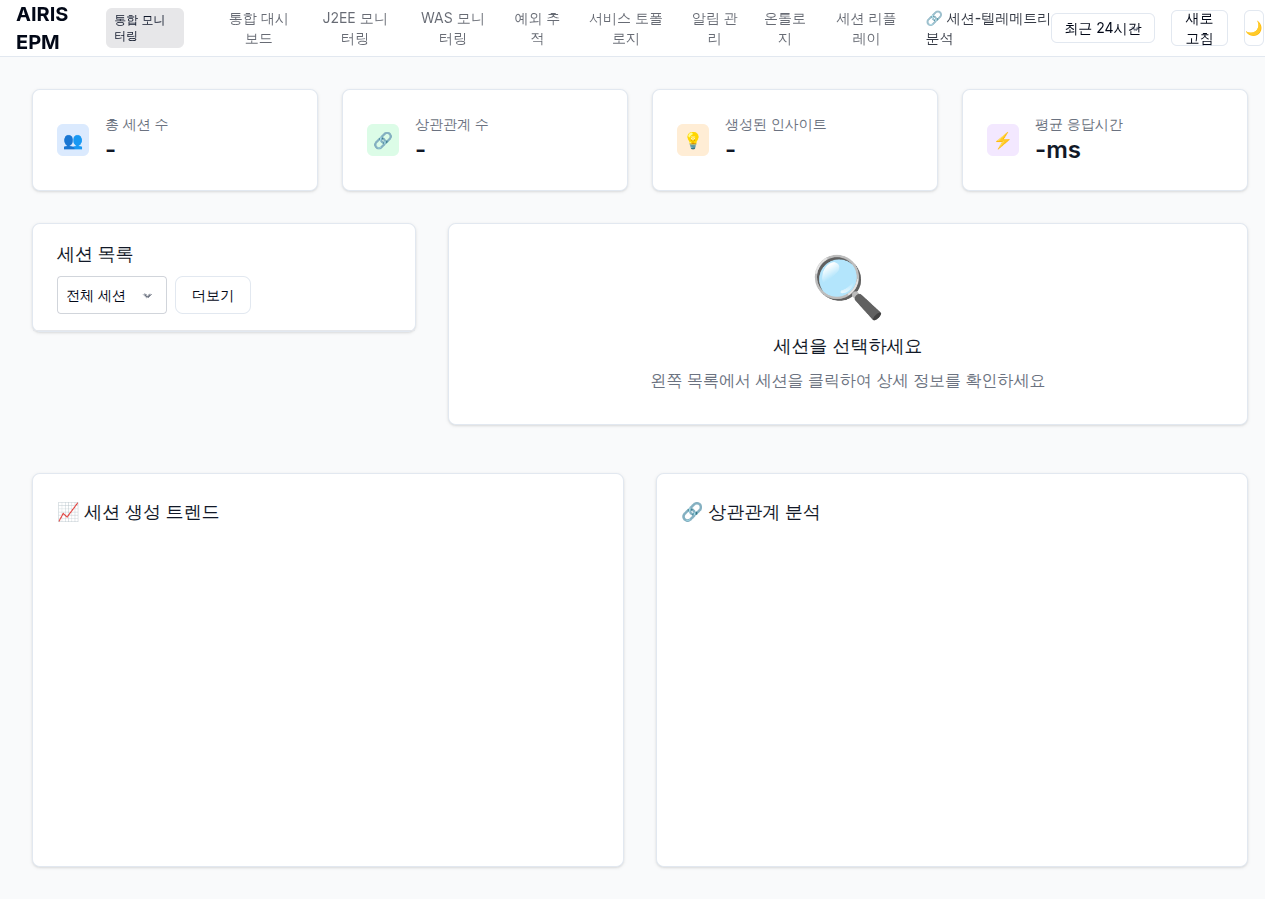 AIRIS
EPM
통합 모니
터링
통합 대시
보드
J2EE 모니
터링
WAS 모니
터링
예외 추
적
서비스 토폴
로지
알림 관
리
온톨로
지
세션 리플
레이
🔗 세션-텔레메트리
분석
최근 24시간
새로
고침
총 세션 수
-
상관관계 수
-
생성된 인사이트
-
평균 응답시간
-ms
세션 목록
전체 세션
더보기
세션을 선택하세요
왼쪽 목록에서 세션을 클릭하여 상세 정보를 확인하세요
📈 세션 생성 트렌드
🔗 상관관계 분석